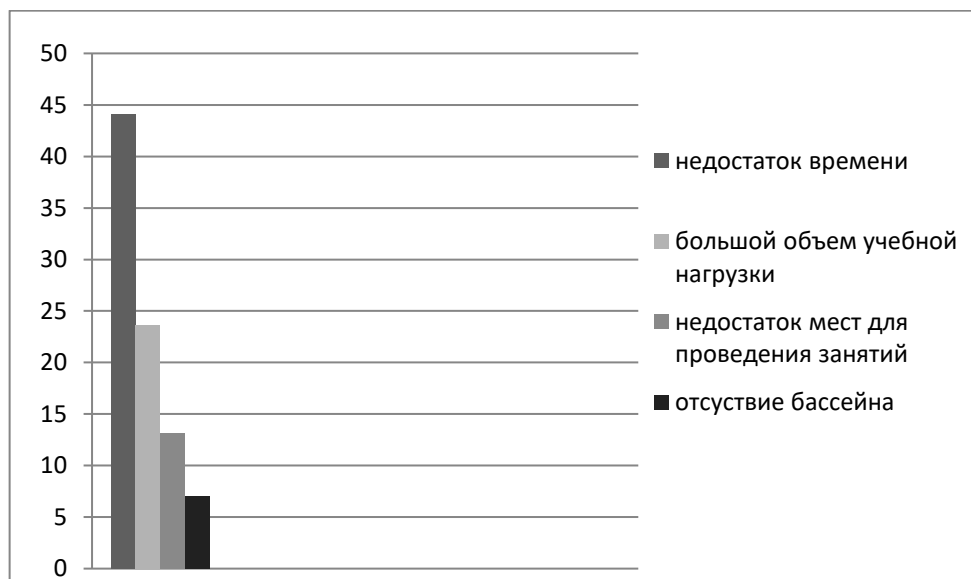 50
45
40
35
30
25
20
15
10
5
0
недостаток времени
большой объем учебной
нагрузки
недостаток мест для
проведения занятий
отсуствие бассейна